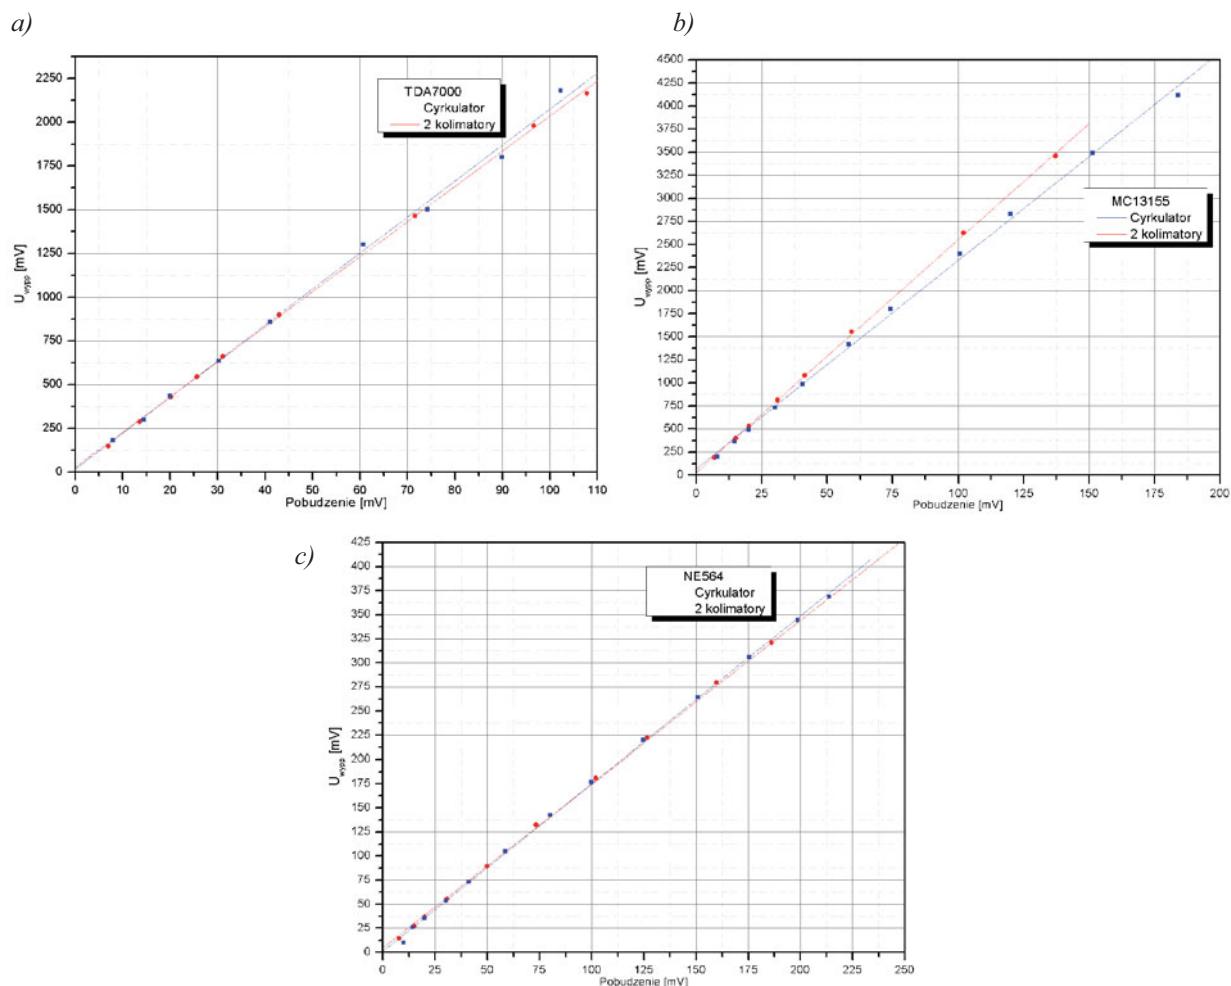 a)
TDA7000
Cyrkulator
2 kolimatory
2250
2000
1750
1500
1250
1000
750
500
250
0
U wypp [mV]
0 10 20 30 40 50 60 70 80 90 100 110
Pobudzenie [mV]
b)
MC13155
Cyrkulator
2 kolimatory
4500
4250
4000
3750
3500
3250
3000
2750
2500
2250
2000
1750
1500
1250
1000
750
500
250
0
U wypp [mV]
0 25 50 75 100 125 150 175 200
Pobudzenie [mV]
c)
NE564
Cyrkulator
2 kolimatory
425
400
375
350
325
300
275
250
225
200
175
150
125
100
75
50
25
0
U wypp [mV]
0 25 50 75 100 125 150 175 200 225 250
Pobudzenie [mV]